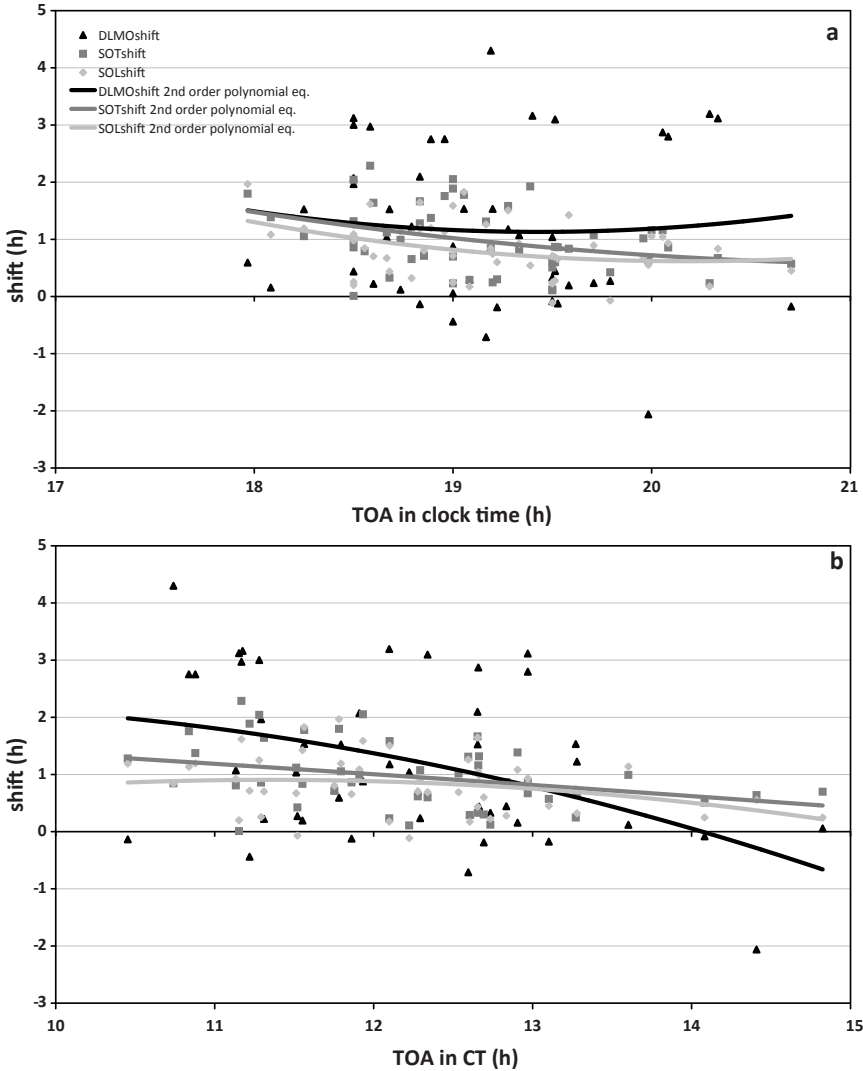 a
DLMOshift
SOTshift
SOLshift
DLMOshift 2nd order polynomial eq.
SOTshift 2nd order polynomial eq.
SOLshift 2nd order polynomial eq.
5
4
3
2
1
0
-1
-2
-3
shift (h)
17 18 19 20 21
TOA in clock time (h)
b
5
4
3
2
1
0
-1
-2
-3
shift (h)
10 11 12 13 14 15
TOA in CT (h)